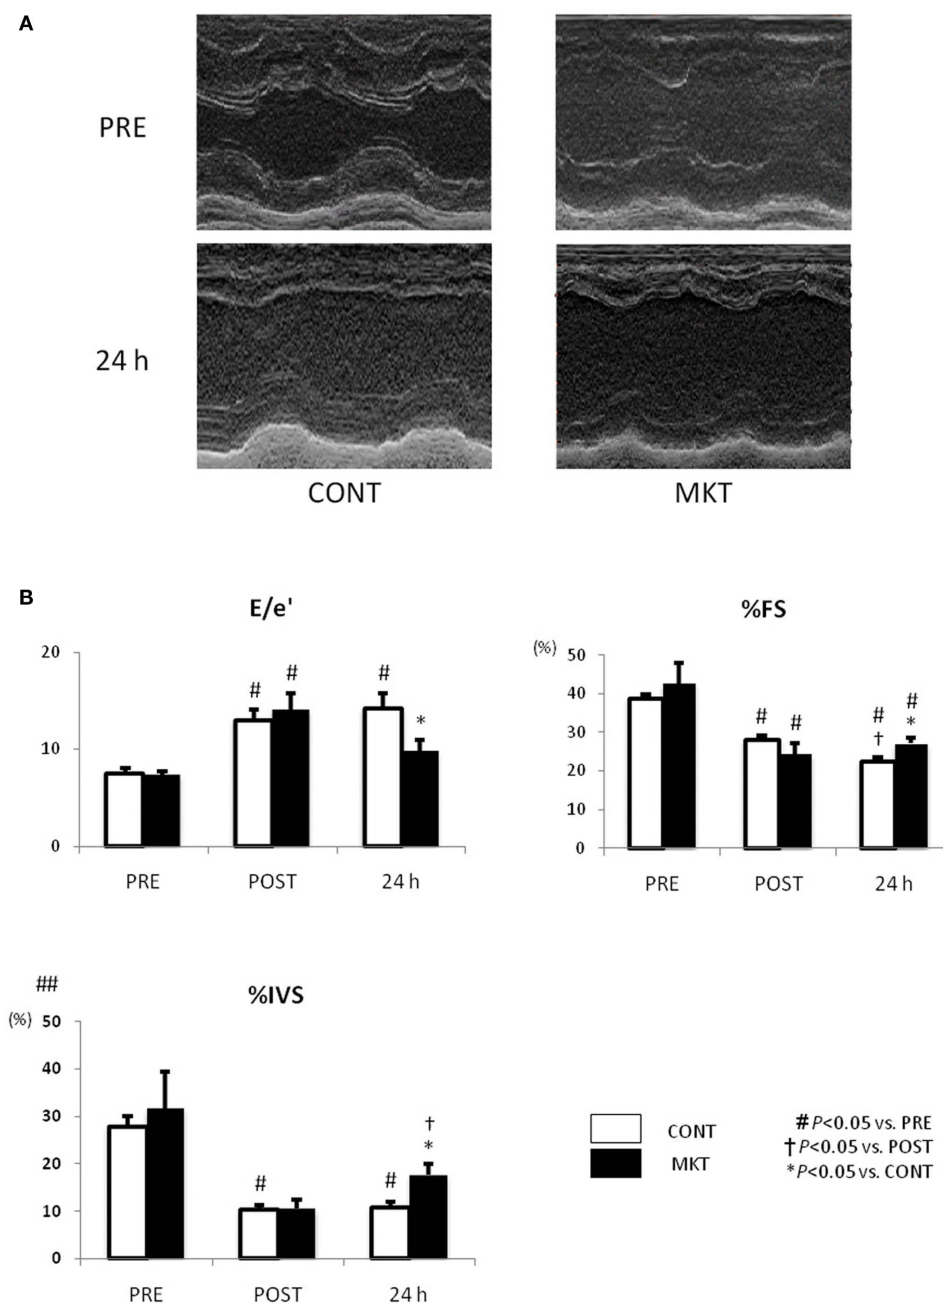 A
PRE
24 h
CONT
MKT
B
E/e'
20
10
0
#
#
#
*
PRE
POST
24 h
%FS
(%)
50
40
30
20
10
0
#
#
#
†
#
*
PRE
POST
24 h
##
%IVS
(%)
50
40
30
20
10
0
#
#
†
*
PRE
POST
24 h
CONT
MKT
# P<0.05 vs. PRE
† P<0.05 vs. POST
* P<0.05 vs. CONT